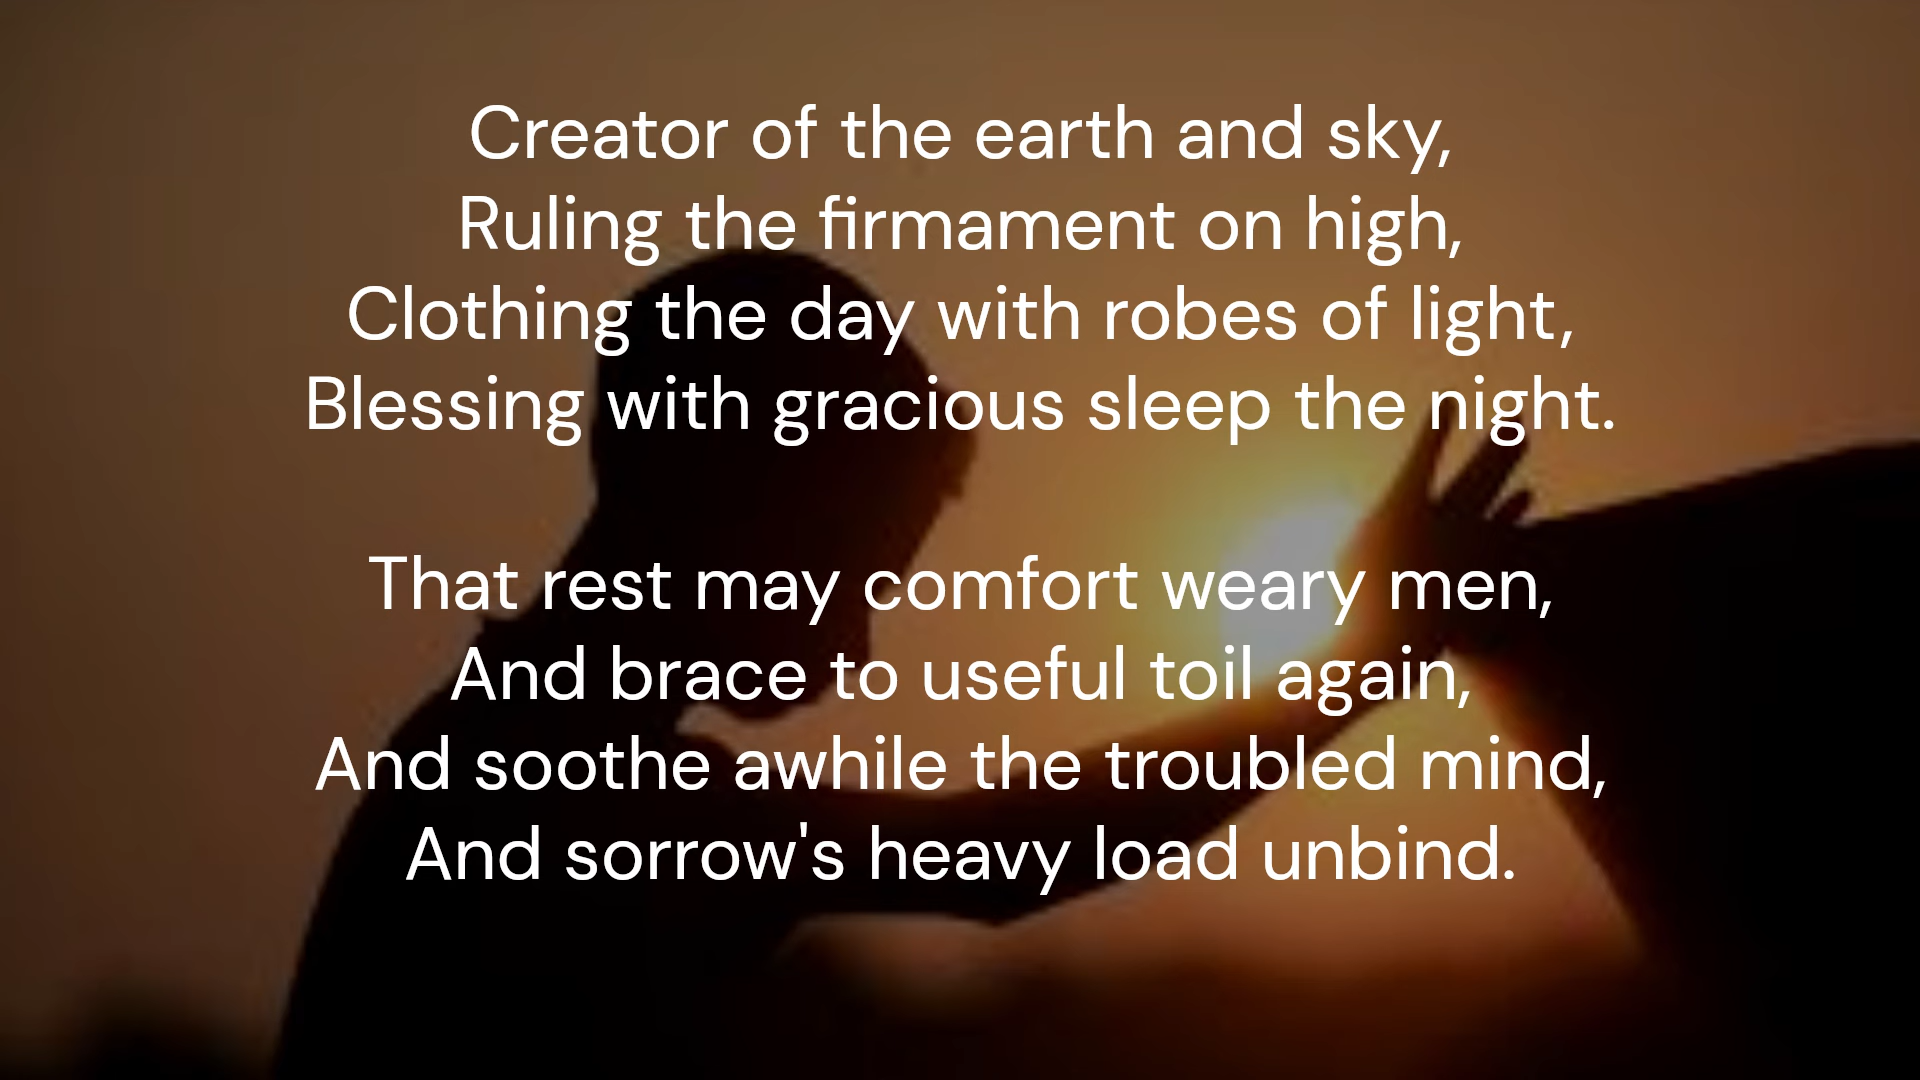 Creator of the earth and sky,
Ruling the firmament on high,
Clothing the day with robes of light,
Blessing with gracious sleep the night.
That rest may comfort weary men,
And brace to useful toil again,
And soothe awhile the troubled mind,
And sorrow's heavy load unbind.